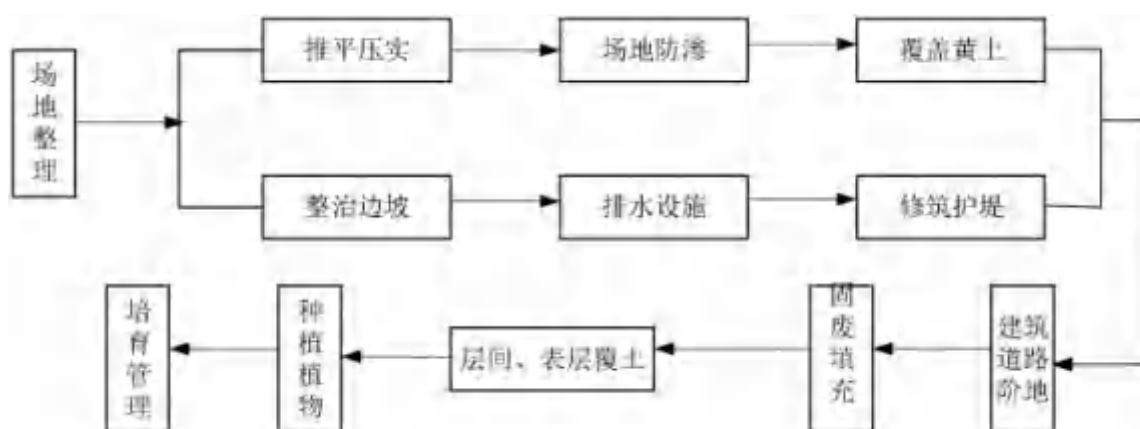 场地整理
推平压实
场地防滲
覆盖黄土
整治边坡
排水设施
修筑护堤
培育管理
种植植物
层间、表层覆土
固废填充
建筑
道路
阶地